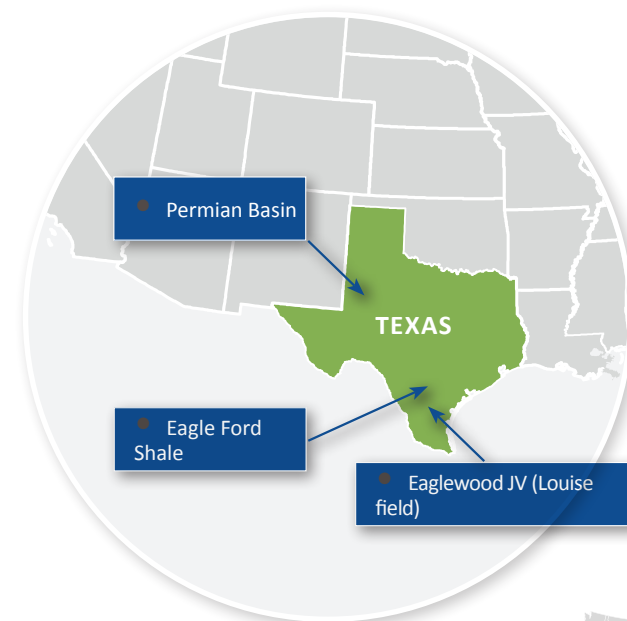 • Permian Basin
TEXAS
• Eagle Ford
Shale
• Eaglewood JV (Louise
field)